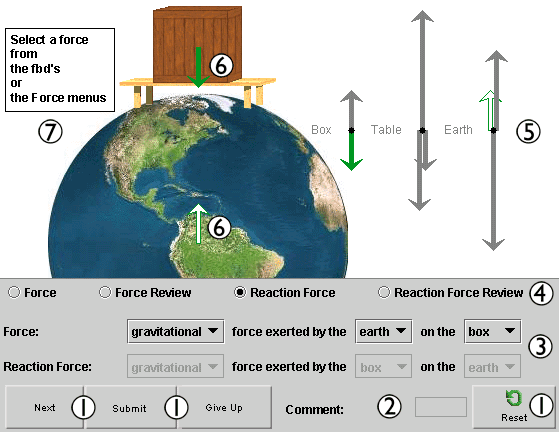 Select a force
from
the fbd's
or
the Force menus
6
7
Box
Table
Earth
5
6
Force
Force Review
Reaction Force
Reaction Force Review
4
Force:
gravitational
force exerted by the
earth
on the
box
3
Reaction Force:
gravitational
force exerted by the
box
on the
earth
Next
1
Submit
1
Give Up
Comment:
2
Reset
1